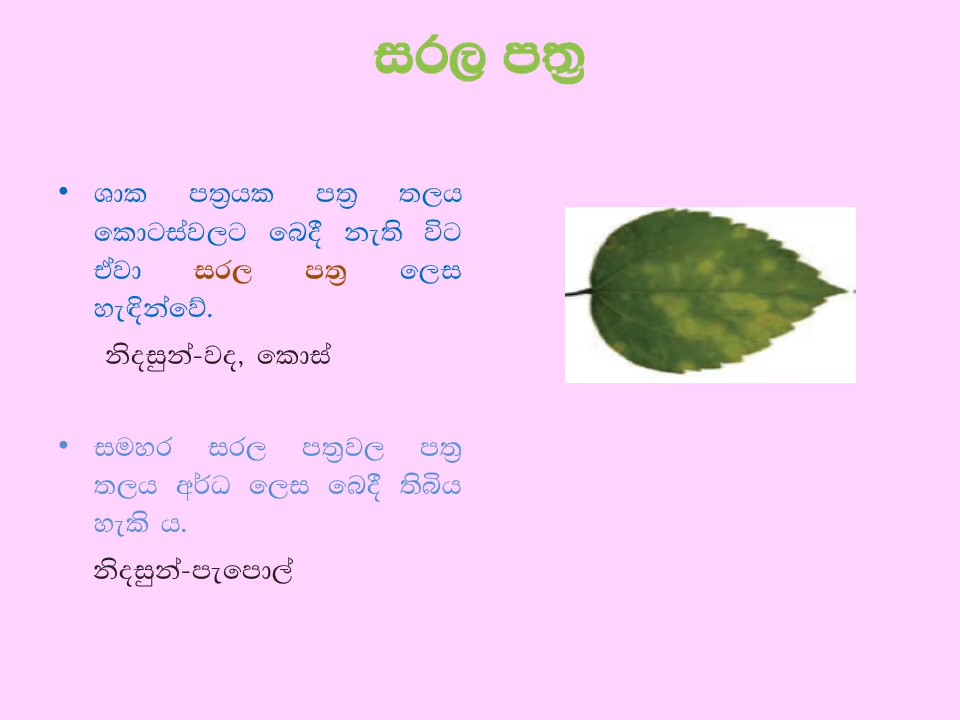 සරල පත්‍ර
• ශාක පත්‍රයක පත්‍ර තලය
කොටස්වලට බෙදී නැති විට
ඒවා සරල පත්‍ර ලෙස
හැඳින්වේ.
නිදසුන්-වද, කොස්
• සමහර සරල පත්‍රවල පත්‍ර
තලය අර්ධ ලෙස බෙදී තිබිය
හැකි ය.
නිදසුන්-පැපොල්